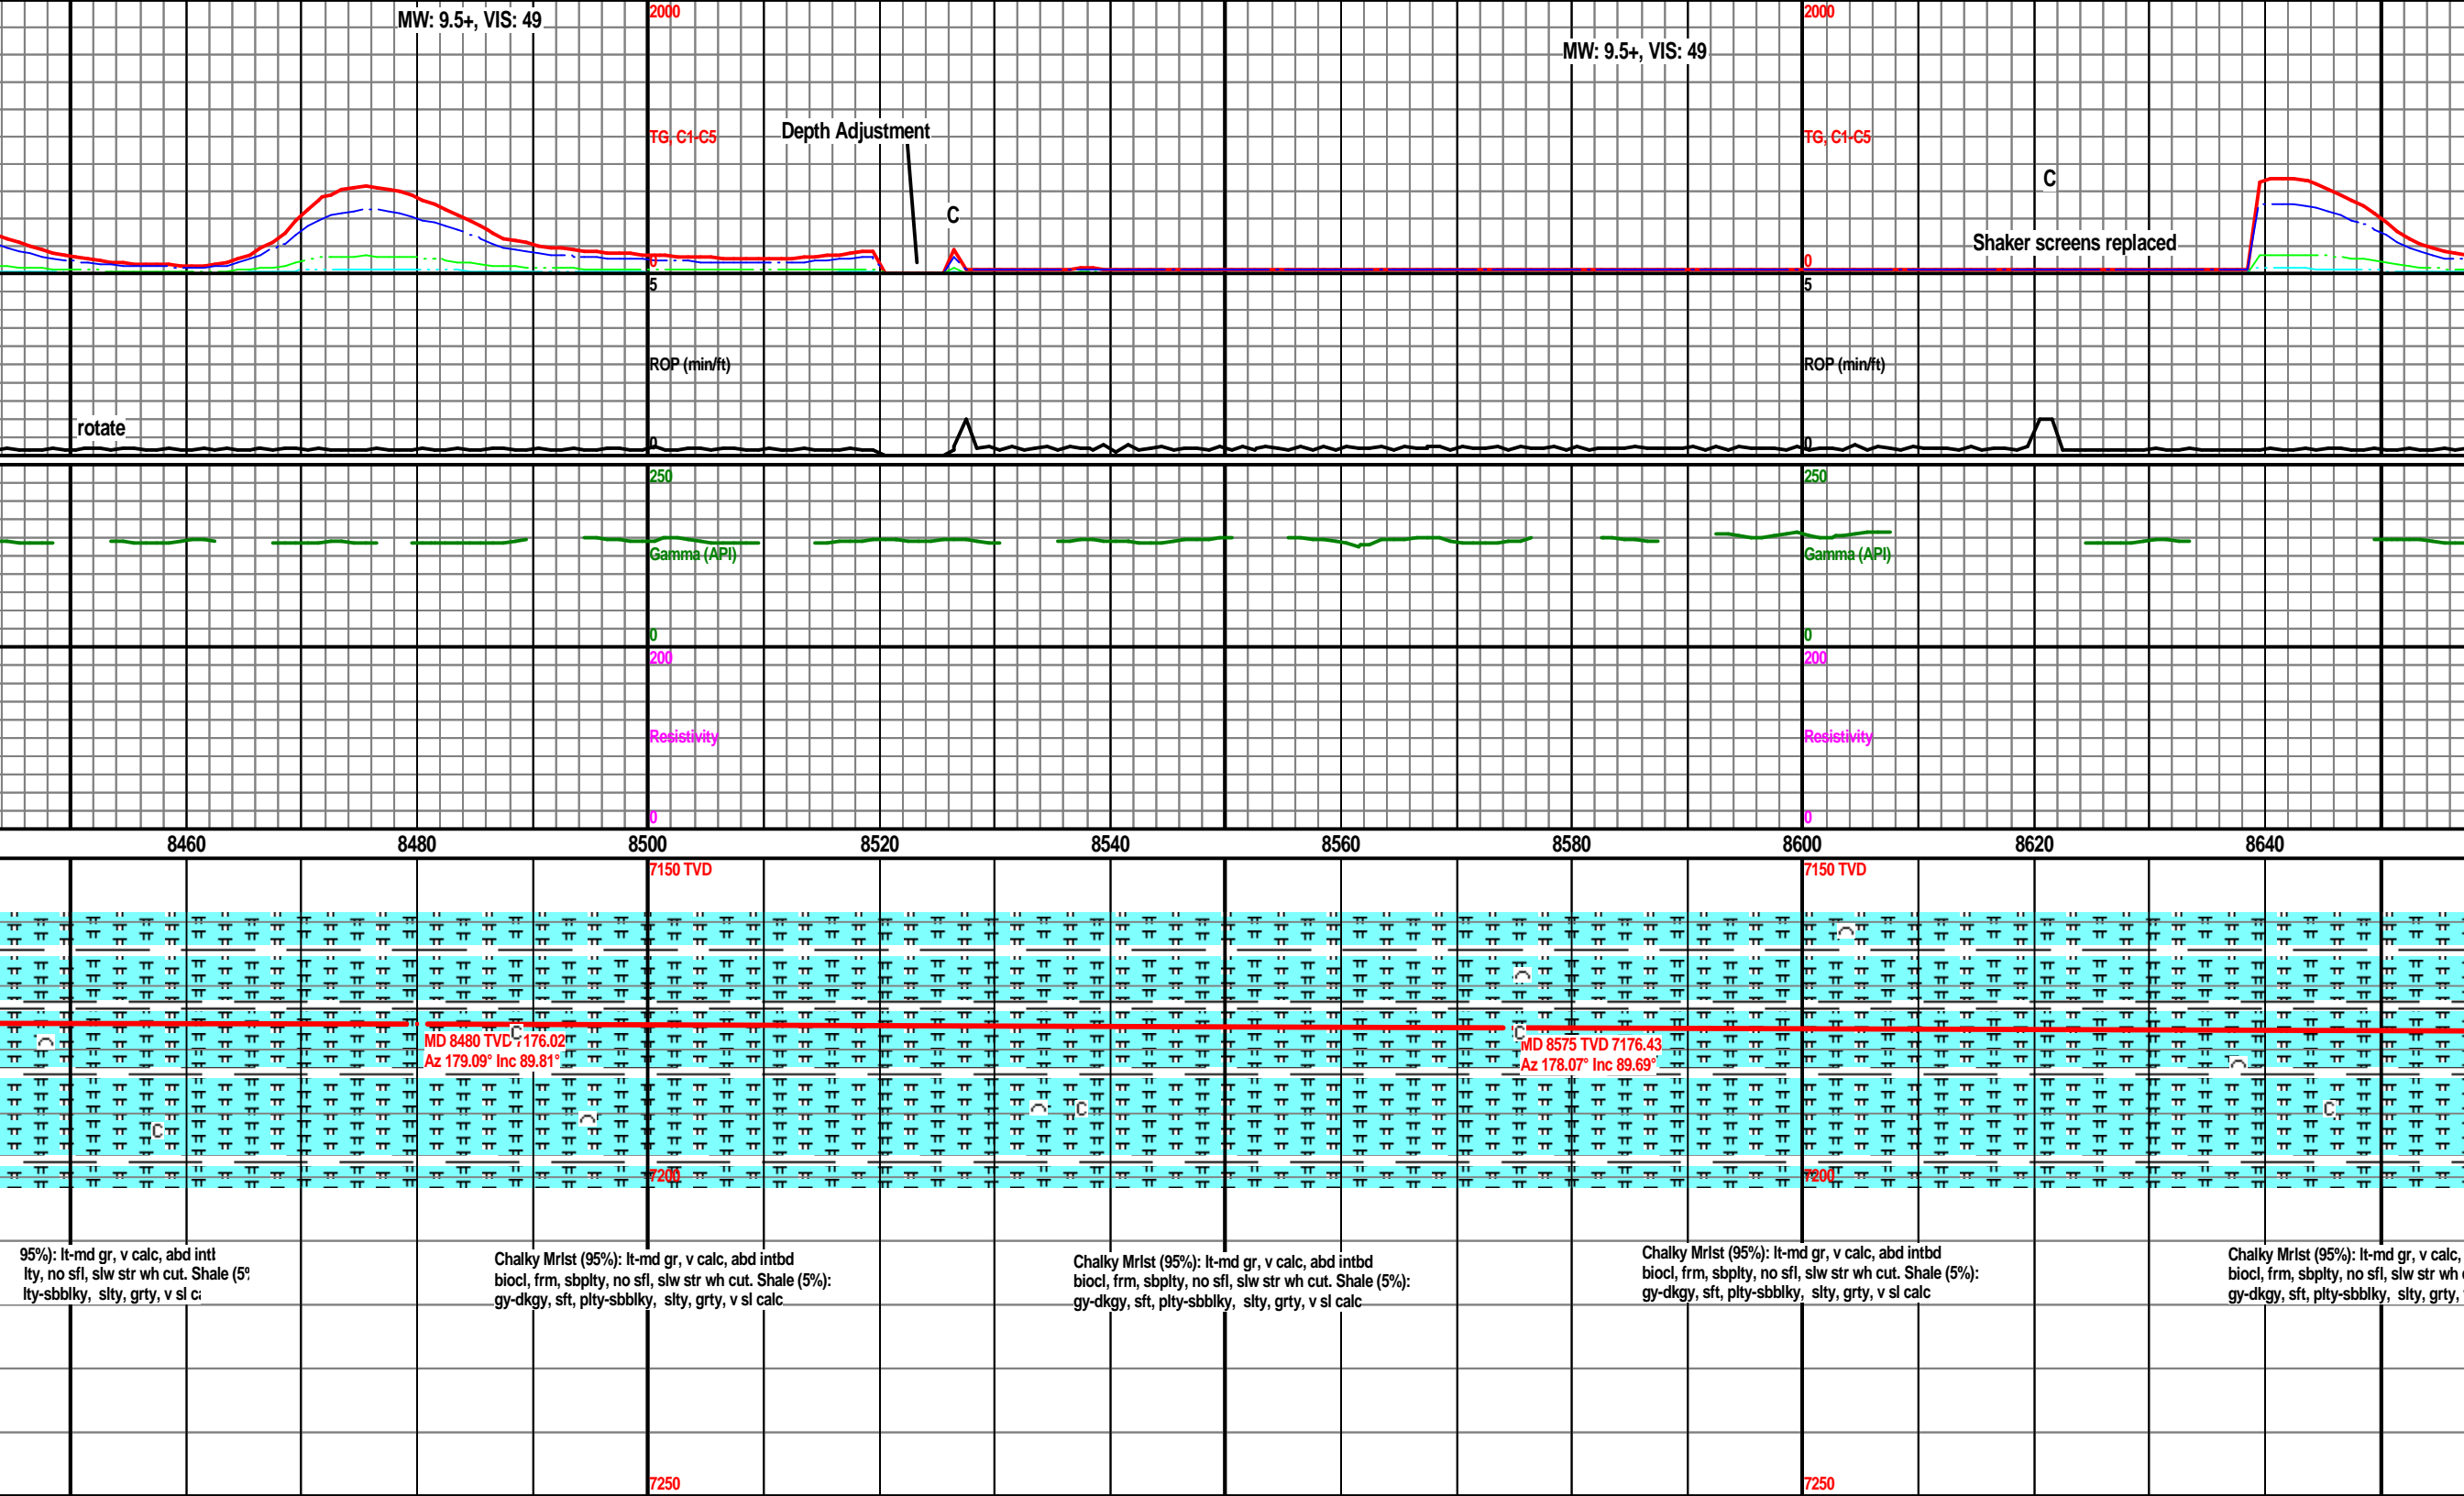 MW: 9.5+, VIS: 49
2000
2000
MW: 9.5+, VIS: 49
TG, C1-C5
Depth Adjustment
TG, C1-C5
C
C
Shaker screens replaced
0
0
5
5
ROP (min/ft)
ROP (min/ft)
rotate
0
0
250
250
Gamma (API)
Gamma (API)
0
0
200
200
Resistivity
Resistivity
0
0
8460 8480 8500 8520 8540 8560 8580 8600 8620 8640
7150 TVD
7150 TVD
C
C
MD 8480 TVD 7176.02
Az 179.09° Inc 89.81°
MD 8575 TVD 7176.43
Az 178.07° Inc 89.69°
C
C
C
7200
7200
95%): lt-md gr, v calc, abd intb
lty, no sfl, slw str wh cut. Shale (5%
lty-sbblky, slty, grty, v sl ca
Chalky Mrlst (95%): lt-md gr, v calc, abd intbd
biocl, frm, sbplty, no sfl, slw str wh cut. Shale (5%):
gy-dkgy, sft, plty-sbblky, slty, grty, v sl calc
Chalky Mrlst (95%): lt-md gr, v calc, abd intbd
biocl, frm, sbplty, no sfl, slw str wh cut. Shale (5%):
gy-dkgy, sft, plty-sbblky, slty, grty, v sl calc
Chalky Mrlst (95%): lt-md gr, v calc, abd intbd
biocl, frm, sbplty, no sfl, slw str wh cut. Shale (5%):
gy-dkgy, sft, plty-sbblky, slty, grty, v sl calc
Chalky Mrlst (95%): lt-md gr, v calc,
biocl, frm, sbplty, no sfl, slw str wh
gy-dkgy, sft, plty-sbblky, slty, grty,
7250
7250